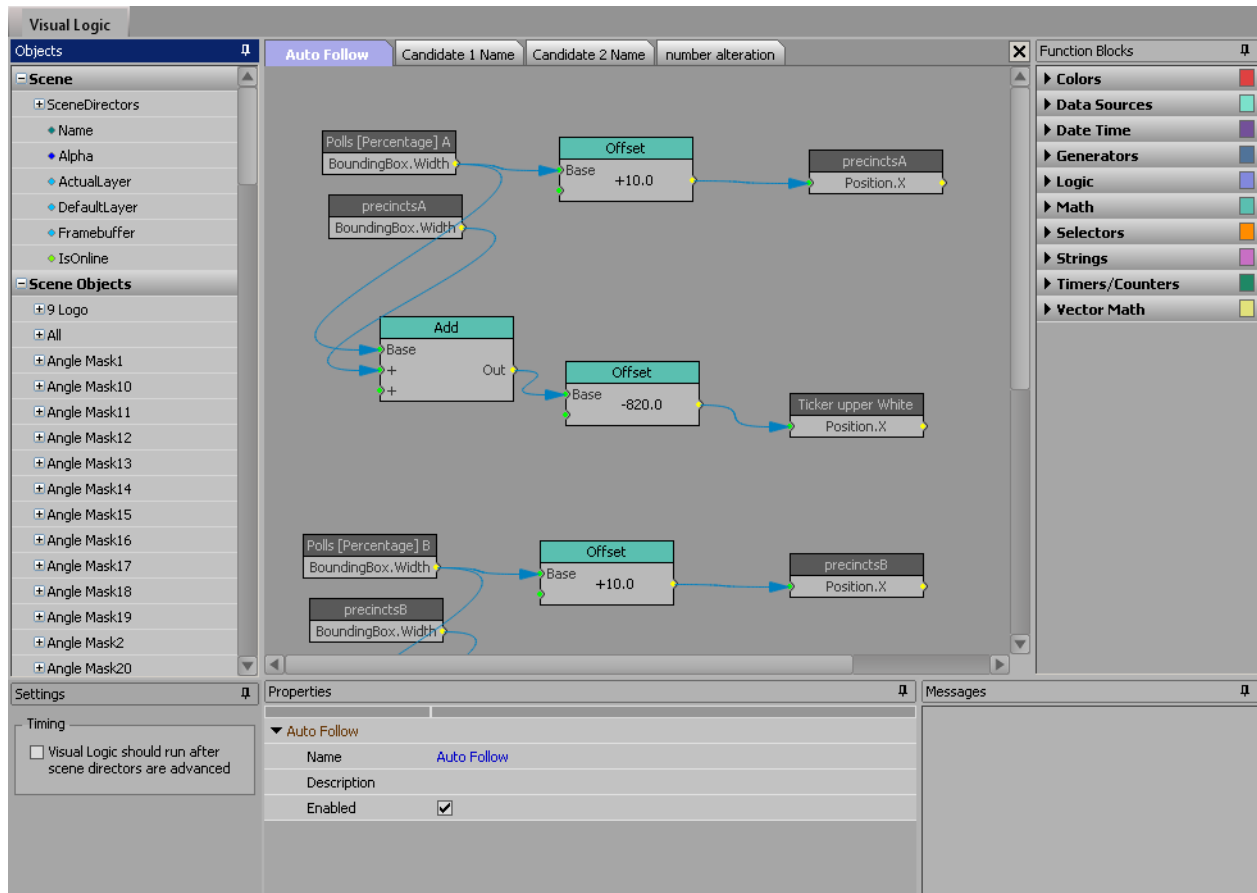 Visual Logic
Objects
Scene
SceneDirectors
Name
Alpha
ActualLayer
DefaultLayer
Framebuffer
IsOnline
Scene Objects
9 Logo
All
Angle Mask1
Angle Mask10
Angle Mask11
Angle Mask12
Angle Mask13
Angle Mask14
Angle Mask15
Angle Mask16
Angle Mask17
Angle Mask18
Angle Mask19
Angle Mask2
Angle Mask20
Auto Follow
Candidate 1 Name
Candidate 2 Name
number alteration
Polls [Percentage] A
BoundingBox.Width
precinctsA
BoundingBox.Width
Offset
Base
+10.0
precinctsA
Position.X
Add
Base
+ Out
+
Offset
Base
-820.0
Ticker upper White
Position.X
Polls [Percentage] B
BoundingBox.Width
precinctsB
BoundingBox.Width
Offset
Base
+10.0
precinctsB
Position.X
Function Blocks
Colors
Data Sources
Date Time
Generators
Logic
Math
Selectors
Strings
Timers/Counters
Vector Math
Settings
Timing
Visual Logic should run after
scene directors are advanced
Properties
Auto Follow
Name Auto Follow
Description
Enabled
Messages